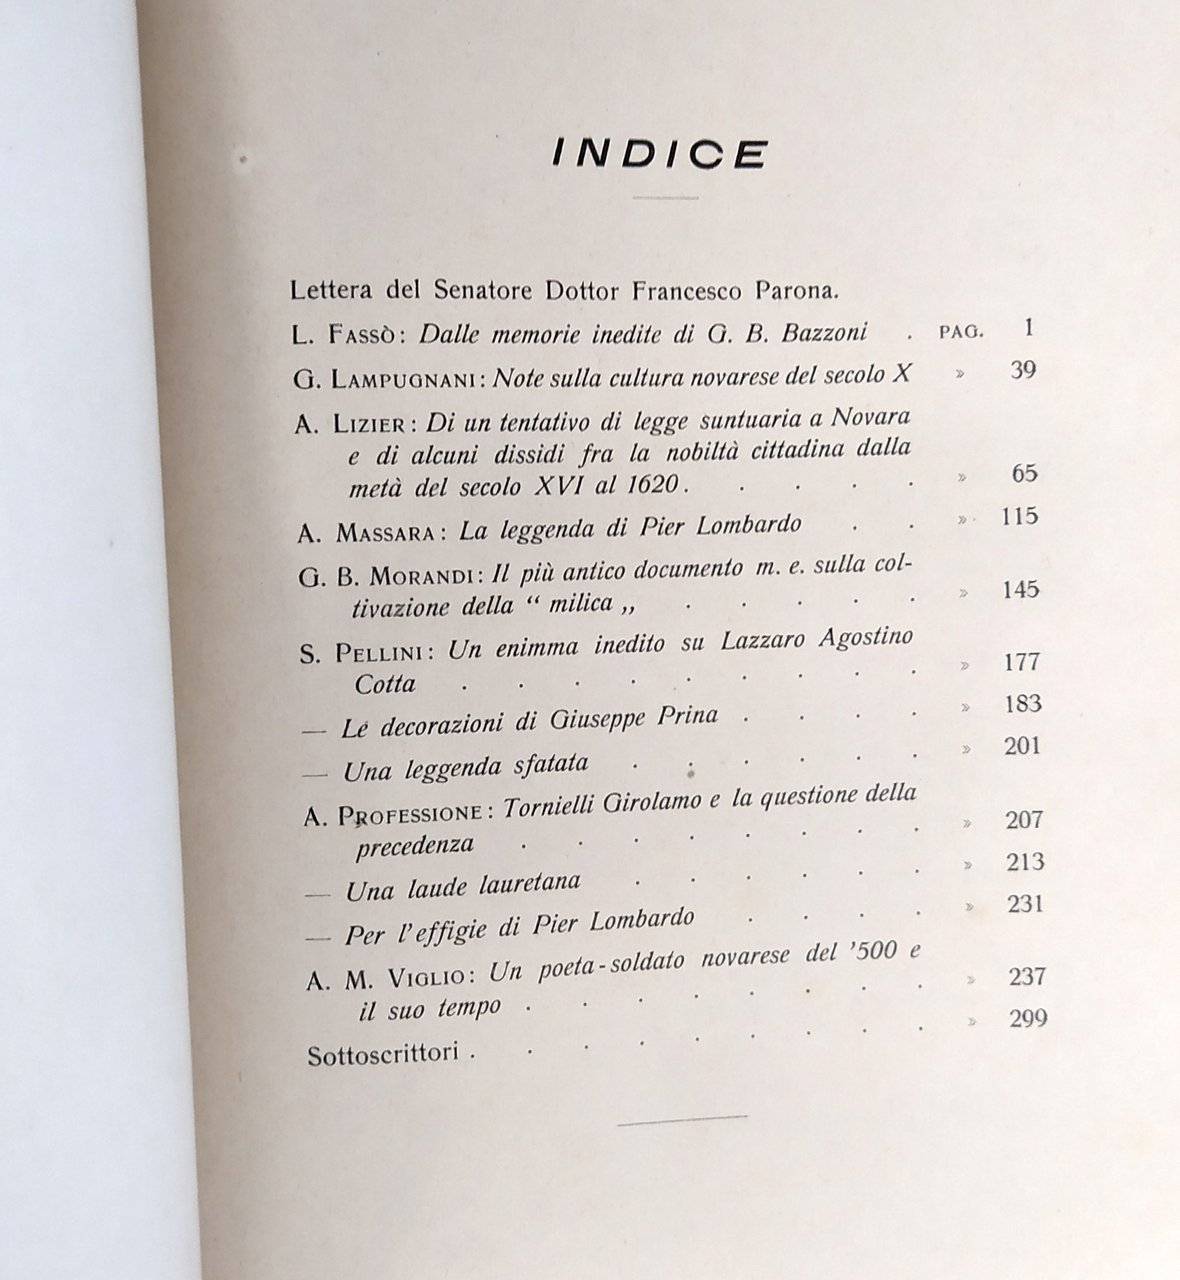 INDICE
Lettera del Senatore Dottor Francesco Parona.
L. FASSÒ: Dalle memorie inedite di G. B. Bazzoni . PAG. 1
G. LAMPUGNANI: Note sulla cultura novarese del secolo X » 39
A. LIZIER: Di un tentativo di legge suntuaria a Novara
e di alcuni dissidi fra la nobiltà cittadina dalla
metà del secolo XVI al 1620. . . . . » 65
A. MASSARA: La leggenda di Pier Lombardo . . » 115
G. B. MORANDI: Il più antico documento m. e. sulla col-
tivazione della “ milica „ . . . . . » 145
S. PELLINI: Un enimma inedito su Lazzaro Agostino
Cotta . . . . . . . . . » 177
— Le decorazioni di Giuseppe Prina . . . . » 183
— Una leggenda sfatata . . . . . . » 201
A. PROFESSIONE: Tornielli Girolamo e la questione della
precedenza . . . . . . . . » 207
— Una laude lauretana . . . . . . » 213
— Per l'effigie di Pier Lombardo . . . . » 231
A. M. VIGLIO: Un poeta-soldato novarese del '500 e
il suo tempo . . . . . . . . » 237
Sottoscrittori . . . . . . . . . » 299